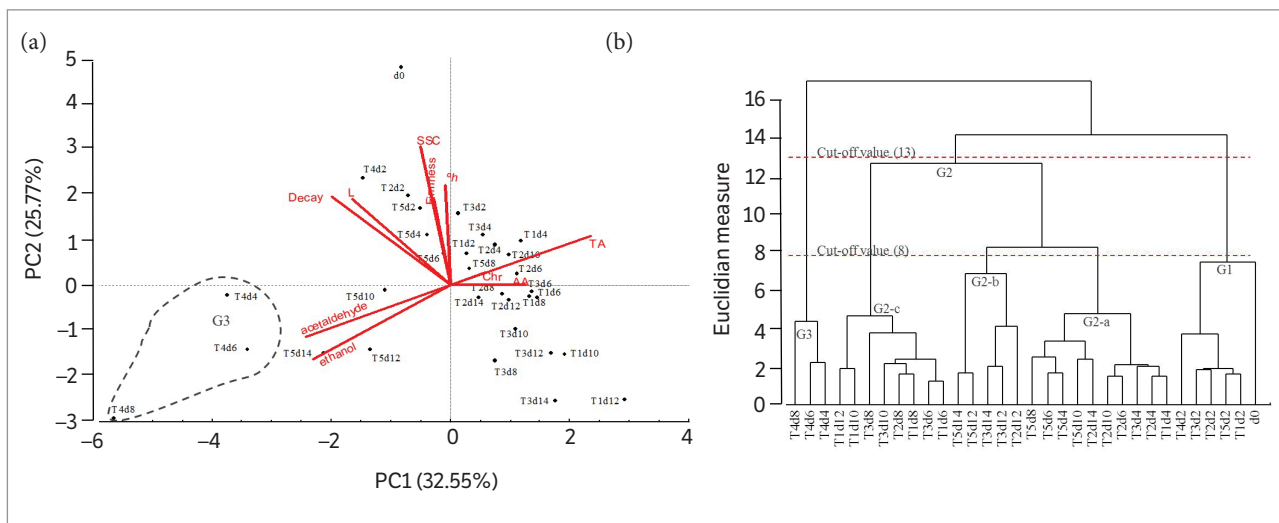 (a)
(b)
5
4
3
2
1
0
−1
−2
−3
PC2 (25.77%)
−6
−4
−2
0
2
4
PC1 (32.55%)
d0
SSC
Firmness
°h
T4d2
Decay
L
T2d2
T5d2
T3d2
T5d4
T3d4
T1d4
T1d2
T2d4
TA
T5d6
T2d10
T5d8
T2d6
Chr
AA
T3d6
T4d4
T5d10
T2d8
T1d6
T2d14
T2d12
T1d8
G3
acetaldehyde
T3d10
T4d6
T5d14
ethanol
T5d12
T3d12
T1d10
T3d8
T3d14
T1d12
T4d8
Euclidian measure
16
14
12
10
8
6
4
2
0
Cut-off value (13)
G2
Cut-off value (8)
G1
G2-b
G2-c
G2-a
G3
T4d8
T4d6
T4d4
T1d12
T1d10
T3d8
T3d10
T2d8
T1d8
T3d6
T1d6
T5d14
T5d12
T3d14
T3d12
T2d12
T5d8
T5d6
T5d4
T5d10
T2d14
T2d10
T2d6
T3d4
T2d4
T1d4
T4d2
T3d2
T2d2
T5d2
T1d2
d0